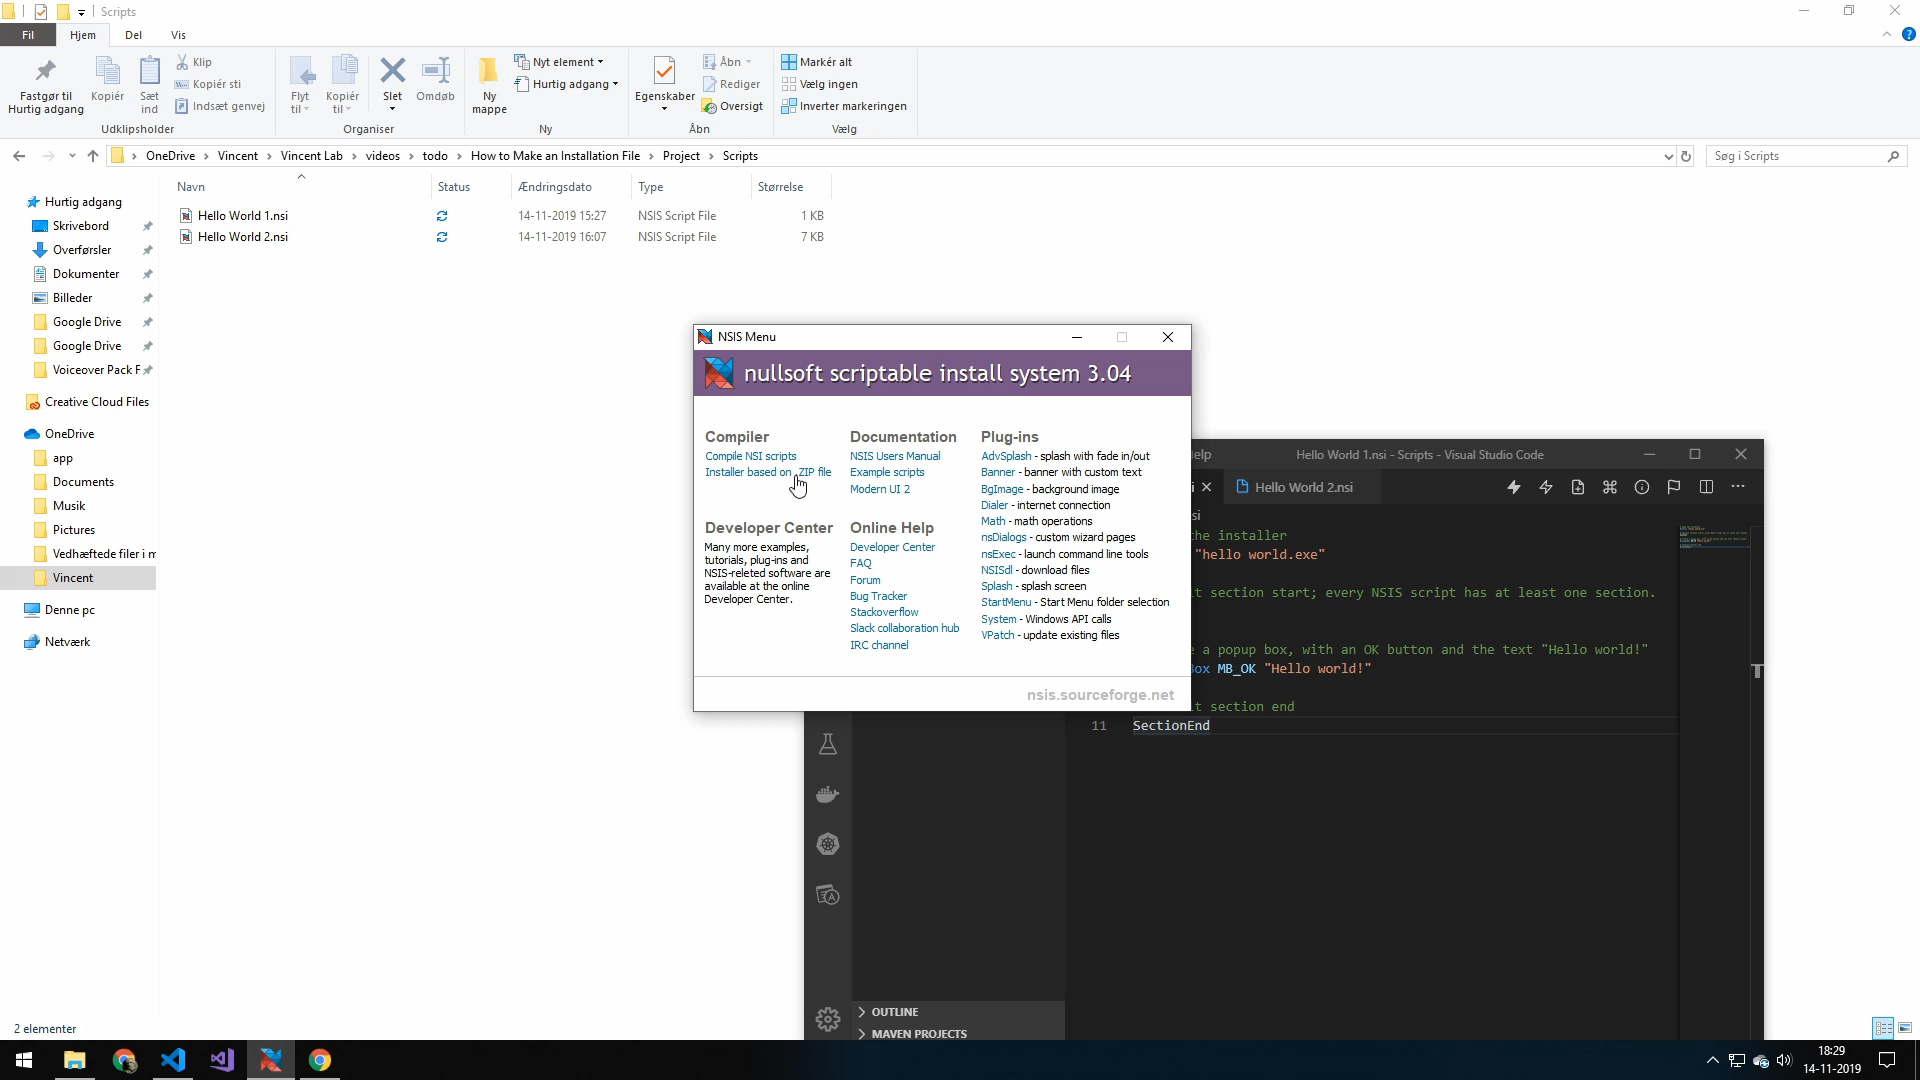 Scripts
Fil
Hjem
Del
Vis
Fastgør til
Hurtig adgang
Kopiér
Sæt
ind
Klip
Kopiér sti
Indsæt genvej
Udklipsholder
Flyt
til
Kopiér
til
Slet
Omdøb
Organiser
Ny
mappe
Nyt element
Hurtig adgang
Ny
Egenskaber
Åbn
Rediger
Oversigt
Åbn
Markér alt
Vælg ingen
Inverter markeringen
Vælg
OneDrive > Vincent > Vincent Lab > videos > todo > How to Make an Installation File > Project > Scripts
Søg i Scripts
Navn Status Ændringsdato Type Størrelse
Hello World 1.nsi 14-11-2019 15:27 NSIS Script File 1 KB
Hello World 2.nsi 14-11-2019 16:07 NSIS Script File 7 KB
Hurtig adgang
Skrivebord
Overførsler
Dokumenter
Billeder
Google Drive
Google Drive
Voiceover Pack F
Creative Cloud Files
OneDrive
app
Documents
Musik
Pictures
Vedhæftede filer i m
Vincent
Denne pc
Netværk
2 elementer
NSIS Menu
nullsoft scriptable install system 3.04
Compiler
Compile NSI scripts
Installer based on .ZIP file
Developer Center
Many more examples,
tutorials, plug-ins and
NSIS-releted software are
available at the online
Developer Center.
Documentation
NSIS Users Manual
Example scripts
Modern UI 2
Online Help
Developer Center
FAQ
Forum
Bug Tracker
Stackoverflow
Slack collaboration hub
IRC channel
Plug-ins
AdvSplash - splash with fade in/out
Banner - banner with custom text
BgImage - background image
Dialer - internet connection
Math - math operations
nsDialogs - custom wizard pages
nsExec - launch command line tools
NSISdl - download files
Splash - splash screen
StartMenu - Start Menu folder selection
System - Windows API calls
VPatch - update existing files
nsis.sourceforge.net
elp
Hello World 1.nsi - Scripts - Visual Studio Code
i
Hello World 2.nsi
si
he installer
"hello world.exe"
t section start; every NSIS script has at least one section.
a popup box, with an OK button and the text "Hello world!"
ox MB_OK "Hello world!"
t section end
11 SectionEnd
OUTLINE
MAVEN PROJECTS
18:29
14-11-2019